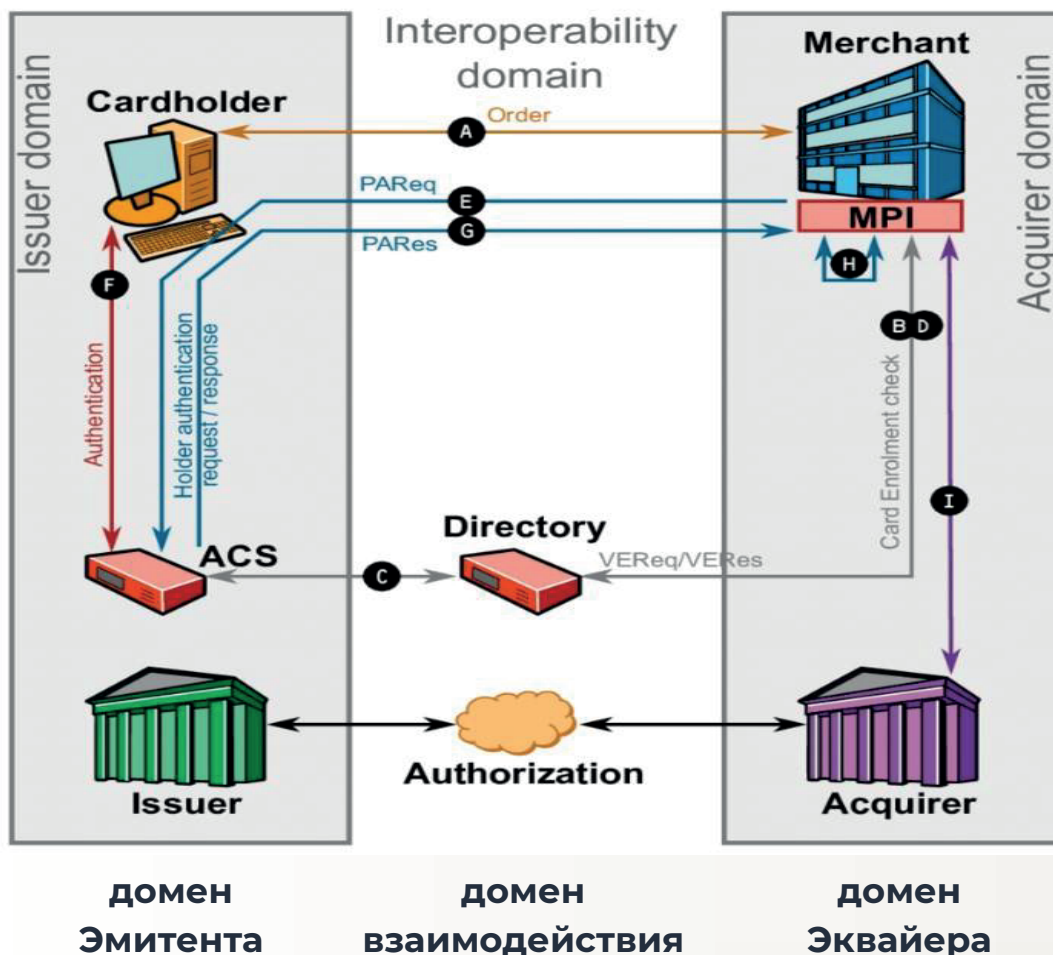 Interoperability
domain
Issuer domain
Acquirer domain
Cardholder
Merchant
A
Order
PAReq
E
G
PARes
MPI
H
F
B D
Authentication
Holder authentication
request / response
Card Enrolment check
I
ACS
Directory
VEReq/VERes
C
Authorization
Issuer
Acquirer
домен
Эмитента
домен
взаимодействия
домен
Эквайера